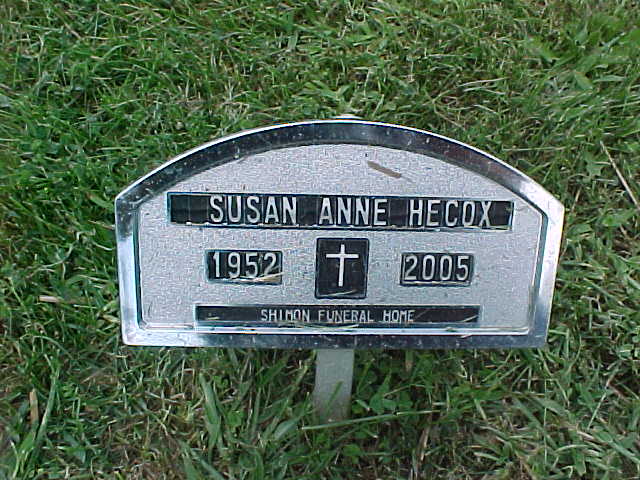 SUSAN ANNE HECOX
1952 2005
SHIMON FUNERAL HOME